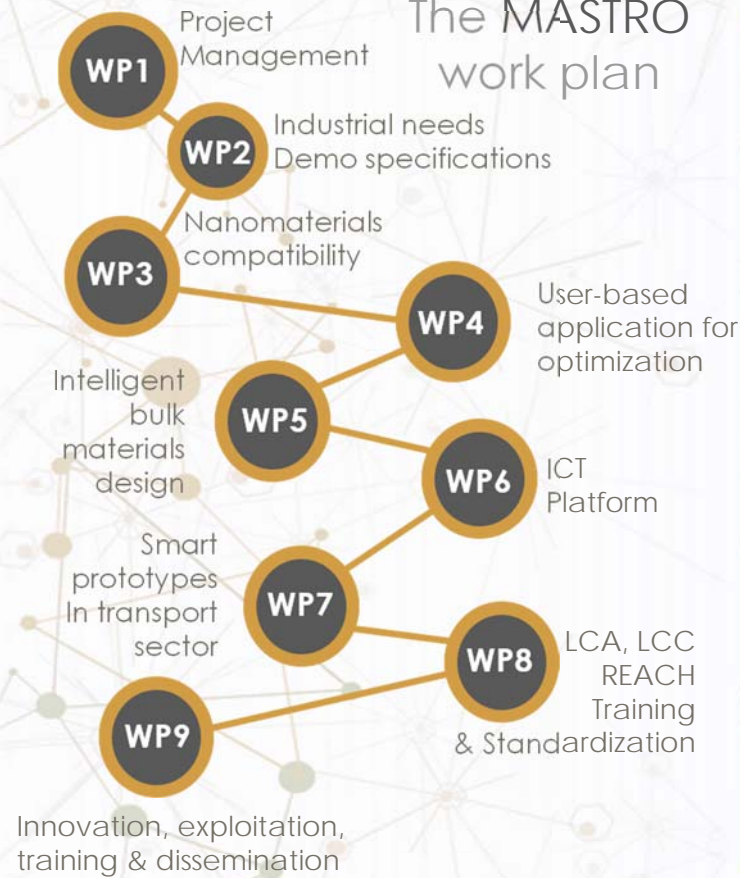 The MASTRO
work plan
WP1
Project
Management
WP2
Industrial needs
Demo specifications
WP3
Nanomaterials
compatibility
WP4
User-based
application for
optimization
WP5
Intelligent
bulk
materials
design
WP6
ICT
Platform
WP7
Smart
prototypes
In transport
sector
WP8
LCA, LCC
REACH
Training
& Standardization
WP9
Innovation, exploitation,
training & dissemination